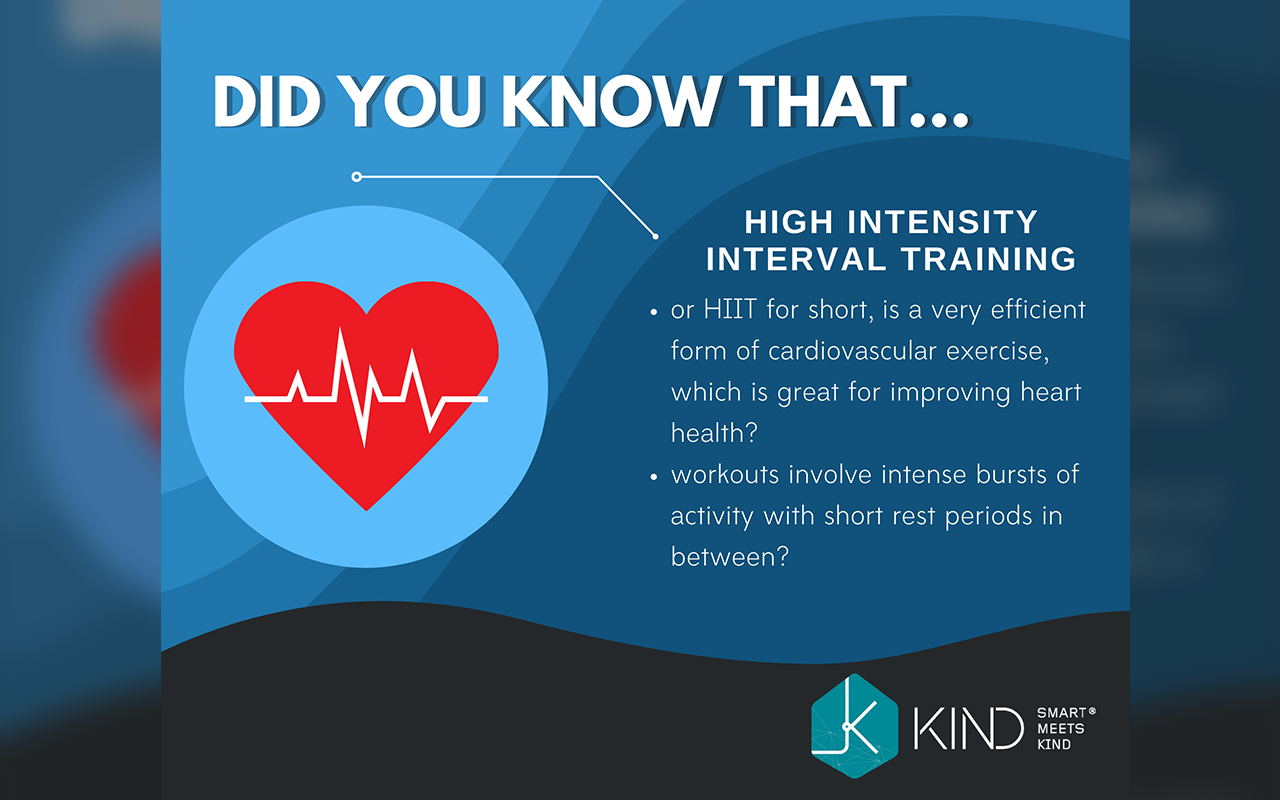 DID YOU KNOW THAT...
HIGH INTENSITY
INTERVAL TRAINING
• or HIIT for short, is a very efficient
form of cardiovascular exercise,
which is great for improving heart
health?
• workouts involve intense bursts of
activity with short rest periods in
between?
KIND
SMART®
MEETS
KIND